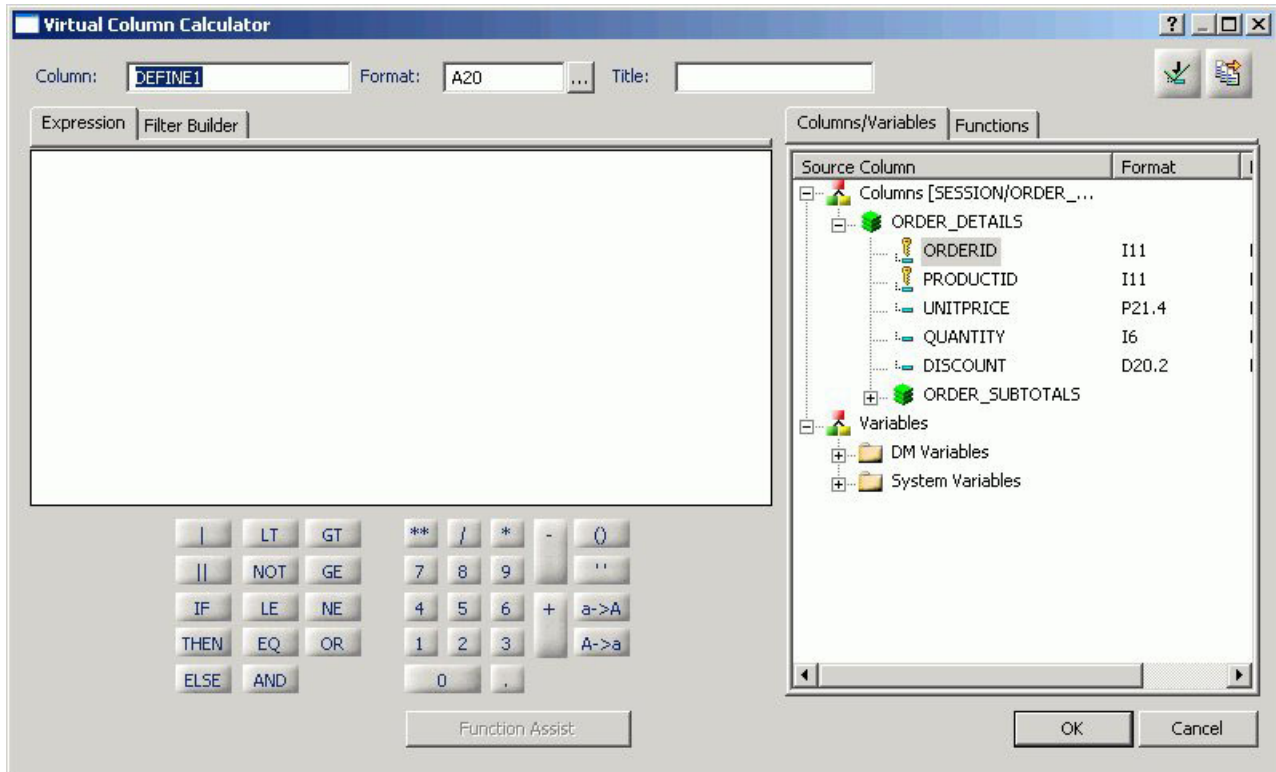 Virtual Column Calculator
Column: DEFINE1 Format: A20 ... Title:
Expression Filter Builder
Columns/Variables Functions
Source Column Format
Columns [SESSION/ORDER_...
ORDER_DETAILS
ORDERID I11
PRODUCTID I11
UNITPRICE P21.4
QUANTITY I6
DISCOUNT D20.2
ORDER_SUBTOTALS
Variables
DM Variables
System Variables
| LT GT ** / * - ()
|| NOT GE 7 8 9 ' '
IF LE NE 4 5 6 + a->A
THEN EQ OR 1 2 3 A->a
ELSE AND 0 .
Function Assist
OK Cancel